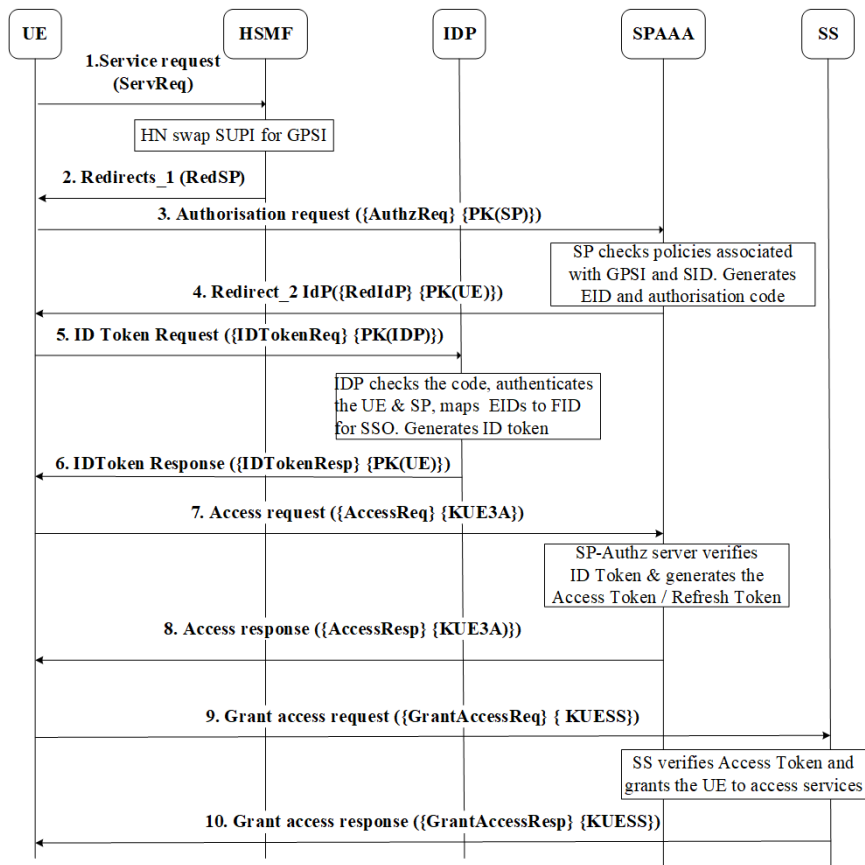 UE
HSMF
IDP
SPAAA
SS
1.Service request
(ServReq)
HN swap SUPI for GPSI
2. Redirects_1 (RedSP)
3. Authorisation request ({AuthzReq} {PK(SP)})
SP checks policies associated
with GPSI and SID. Generates
EID and authorisation code
4. Redirect_2 IdP({RedIdP} {PK(UE)})
5. ID Token Request ({IDTokenReq} {PK(IDP)})
IDP checks the code, authenticates
the UE & SP, maps EIDs to FID
for SSO. Generates ID token
6. IDToken Response ({IDTokenResp} {PK(UE)})
7. Access request ({AccessReq} {KUE3A})
SP-Authz server verifies
ID Token & generates the
Access Token / Refresh Token
8. Access response ({AccessResp} {KUE3A)})
9. Grant access request ({GrantAccessReq} { KUESS})
SS verifies Access Token and
grants the UE to access services
10. Grant access response ({GrantAccessResp} {KUESS})